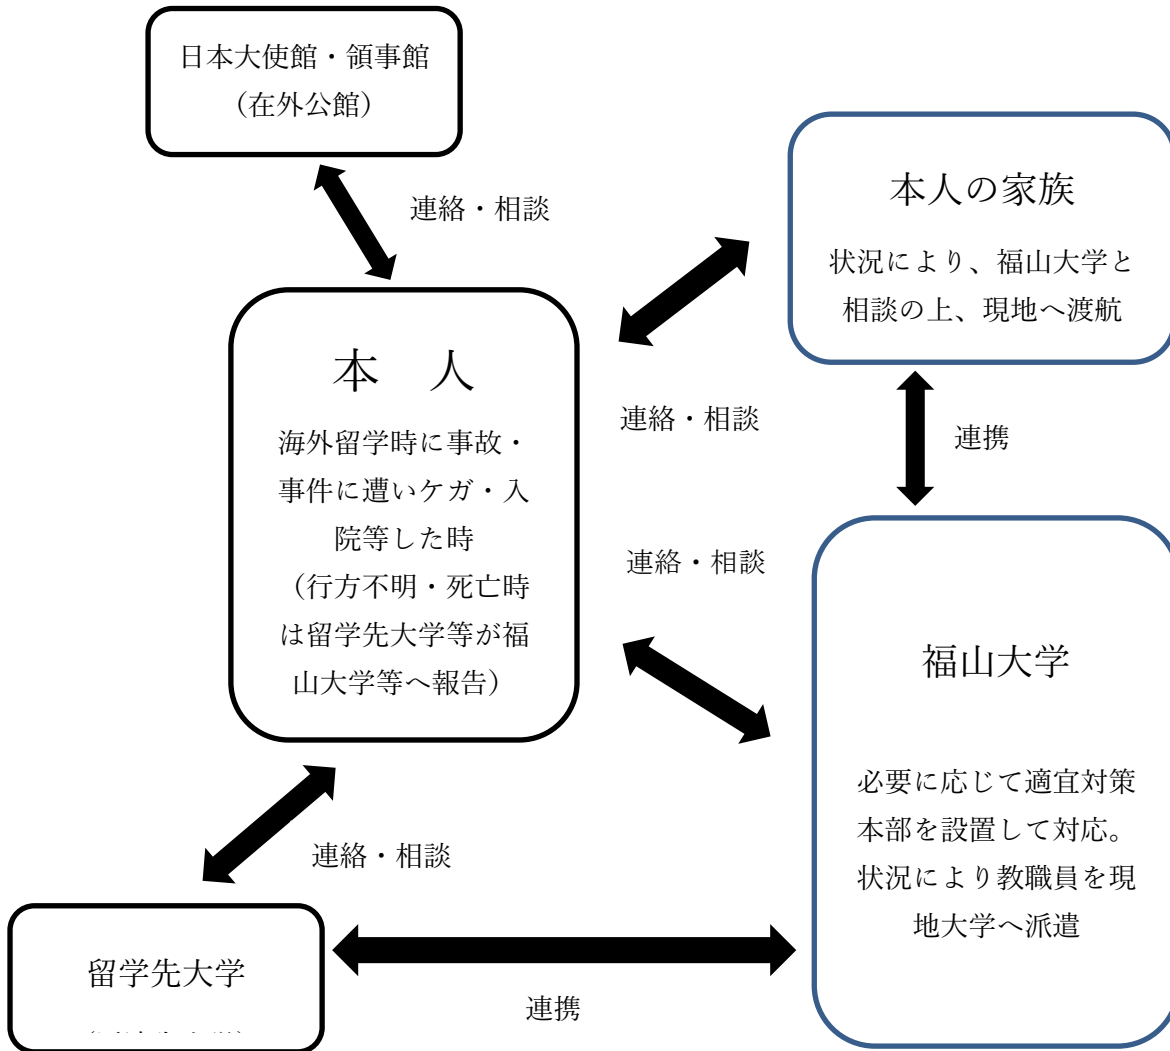 日本大使館・領事館
（在外公館）
連絡・相談
本人の家族
状況により、福山大学と
相談の上、現地へ渡航
本　人
海外留学時に事故・
事件に遭いケガ・入
院等した時
（行方不明・死亡時
は留学先大学等が福
山大学等へ報告）
連絡・相談
連携
連絡・相談
福山大学
必要に応じて適宜対策
本部を設置して対応。
状況により教職員を現
地大学へ派遣
連絡・相談
留学先大学
連携